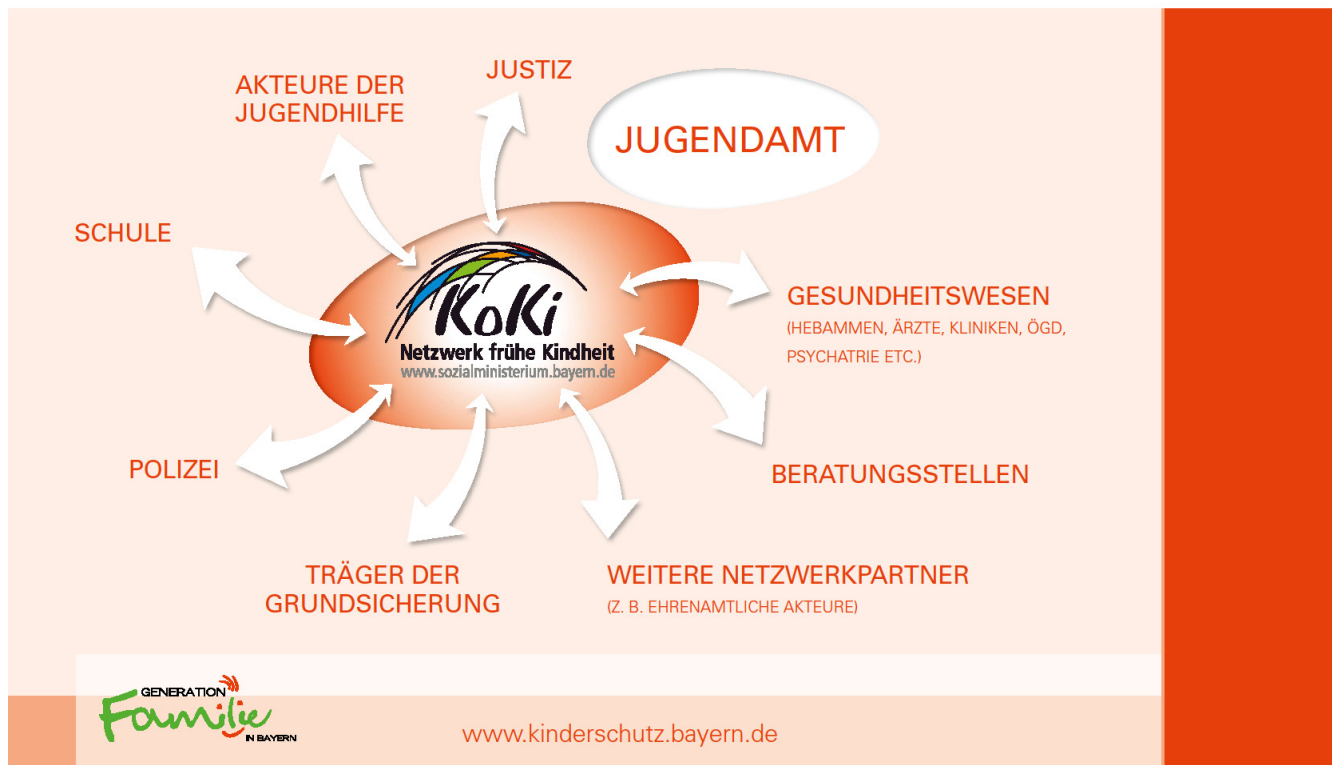 JUSTIZ
AKTEURE DER
JUGENDHILFE
JUGENDAMT
SCHULE
KoKi
Netzwerk frühe Kindheit
www.sozialministerium.bayern.de
GESUNDHEITSWESEN
(HEBAMMEN, ÄRZTE, KLINIKEN, ÖGD,
PSYCHATRIE ETC.)
POLIZEI
BERATUNGSSTELLEN
TRÄGER DER
GRUNDSICHERUNG
WEITERE NETZWERKPARTNER
(Z. B. EHRENAMTLICHE AKTEURE)
GENERATION
Familie
IN BAYERN
www.kinderschutz.bayern.de